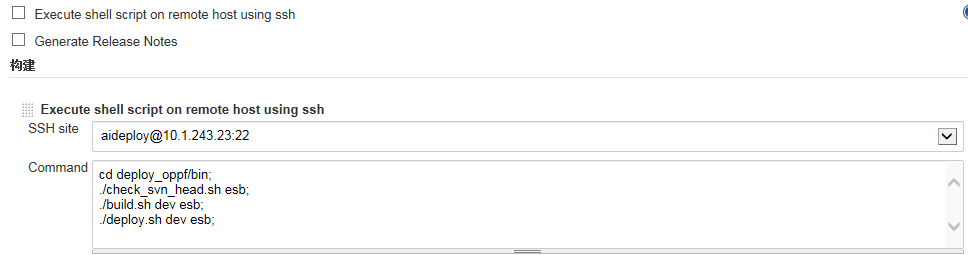 Execute shell script on remote host using ssh
Generate Release Notes
构建
Execute shell script on remote host using ssh
SSH site
aideploy@10.1.243.23:22
Command
cd deploy_oppf/bin;
./check_svn_head.sh esb;
./build.sh dev esb;
./deploy.sh dev esb;